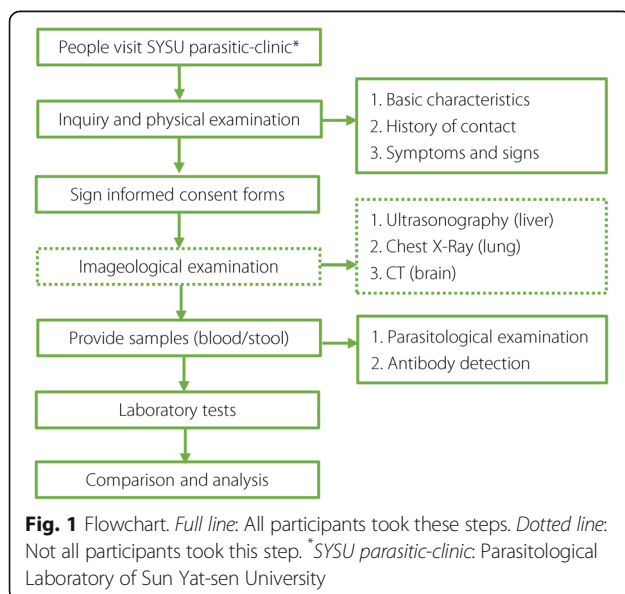 People visit SYSU parasitic-clinic*
Inquiry and physical examination
1. Basic characteristics
2. History of contact
3. Symptoms and signs
Sign informed consent forms
Imageological examination
1. Ultrasonography (liver)
2. Chest X-Ray (lung)
3. CT (brain)
Provide samples (blood/stool)
1. Parasitological examination
2. Antibody detection
Laboratory tests
Comparison and analysis
Fig. 1 Flowchart. Full line: All participants took these steps. Dotted line:
Not all participants took this step. *SYSU parasitic-clinic: Parasitological
Laboratory of Sun Yat-sen University